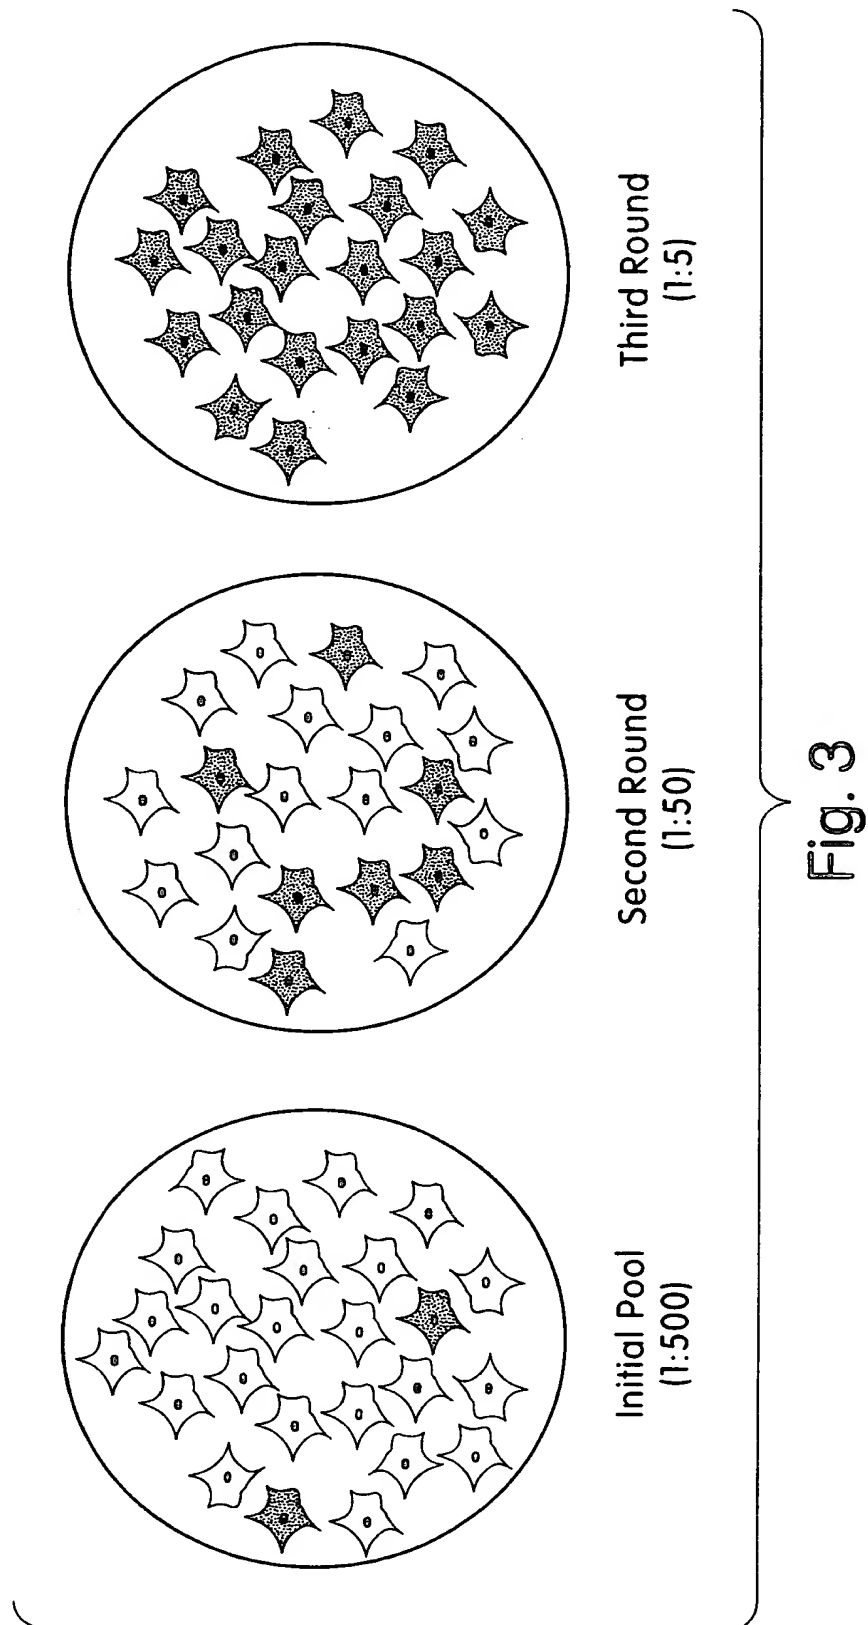 Initial Pool
(1:500)
Second Round
(1:50)
Third Round
(1:5)
Fig. 3